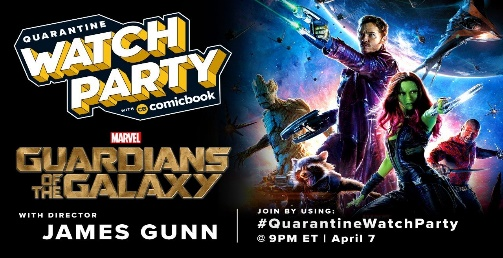 QUARANTINE
WATCH
PARTY
WITH comicbook
MARVEL
GUARDIANS
OF THE GALAXY
WITH DIRECTOR
JAMES GUNN
JOIN BY USING:
#QuarantineWatchParty
@ 9PM ET | April 7